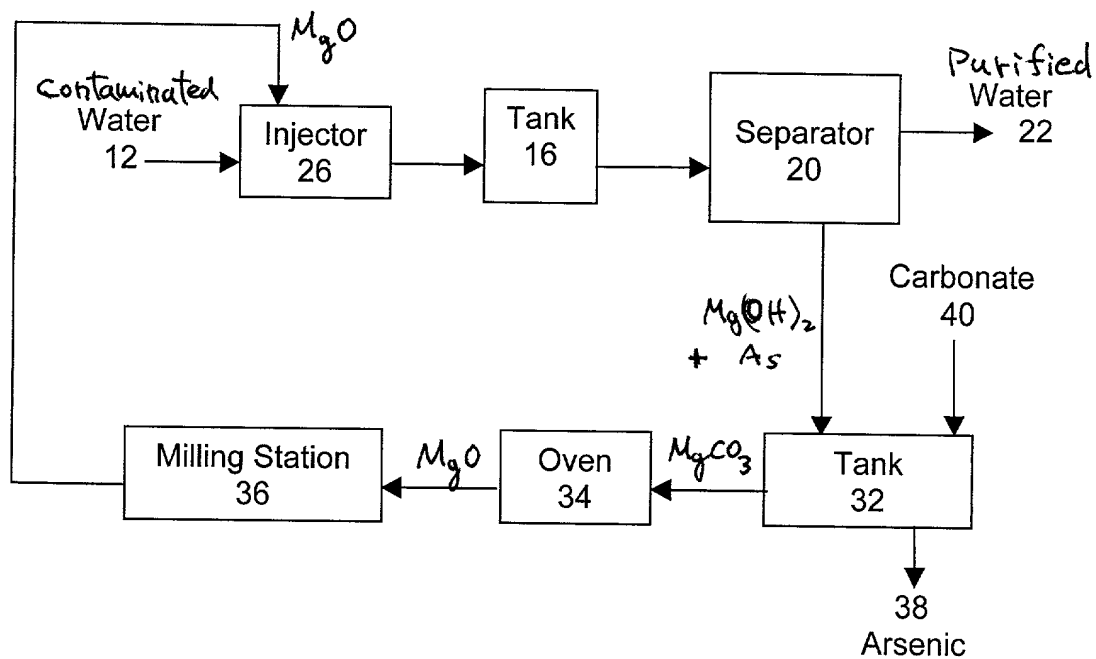 MgO
Contaminated
Water
12
Injector
26
Tank
16
Separator
20
Purified
Water
22
Mg(OH)₂
+ As
Carbonate
40
Milling Station
36
MgO
Oven
34
MgCO₃
Tank
32
38
Arsenic